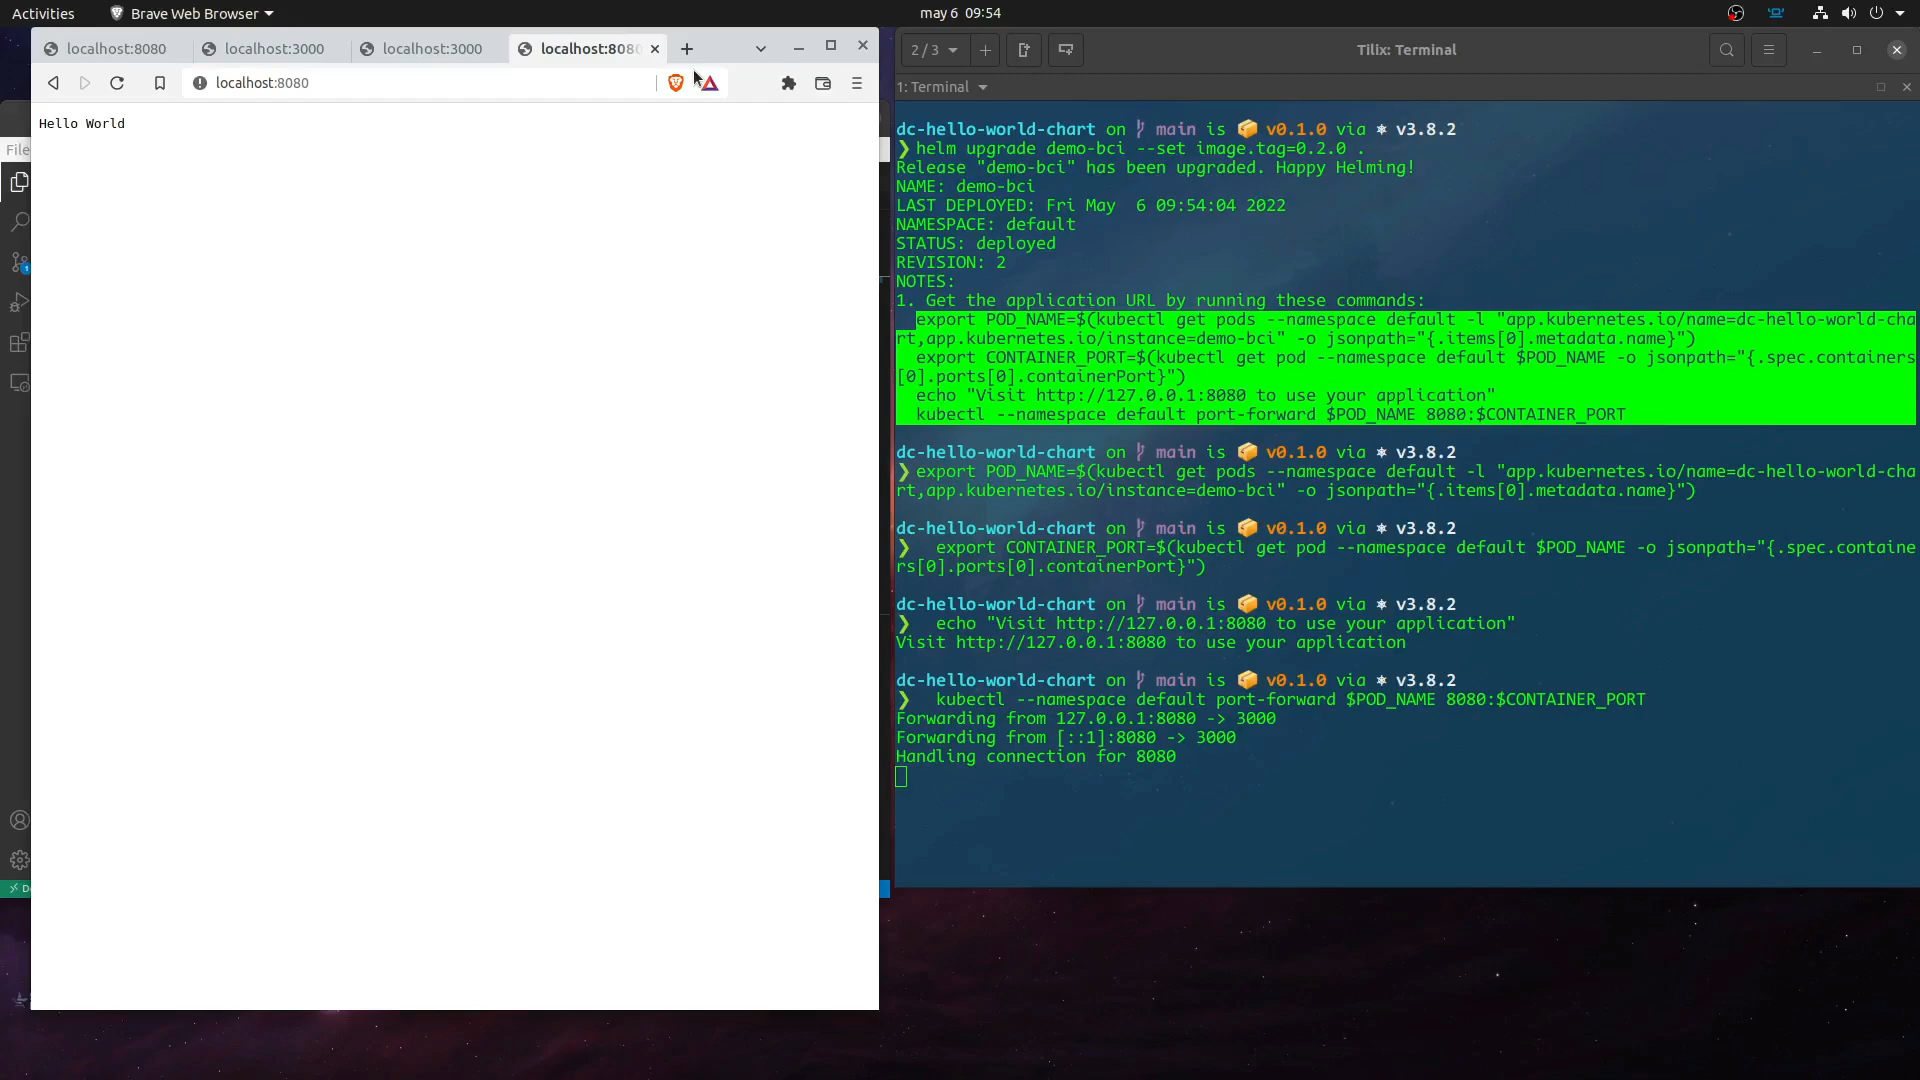 Activities
Brave Web Browser
may 6 09:54
localhost:8080
localhost:3000
localhost:3000
localhost:8080
localhost:8080
Hello World
File
2 / 3
Tilix: Terminal
1: Terminal
dc-hello-world-chart on main is v0.1.0 via ⎈ v3.8.2
❯ helm upgrade demo-bci --set image.tag=0.2.0 .
Release "demo-bci" has been upgraded. Happy Helming!
NAME: demo-bci
LAST DEPLOYED: Fri May  6 09:54:04 2022
NAMESPACE: default
STATUS: deployed
REVISION: 2
NOTES:
1. Get the application URL by running these commands:
export POD_NAME=$(kubectl get pods --namespace default -l "app.kubernetes.io/name=dc-hello-world-cha
rt,app.kubernetes.io/instance=demo-bci" -o jsonpath="{.items[0].metadata.name}")
export CONTAINER_PORT=$(kubectl get pod --namespace default $POD_NAME -o jsonpath="{.spec.containers
[0].ports[0].containerPort}")
echo "Visit http://127.0.0.1:8080 to use your application"
kubectl --namespace default port-forward $POD_NAME 8080:$CONTAINER_PORT
dc-hello-world-chart on main is v0.1.0 via ⎈ v3.8.2
❯ export POD_NAME=$(kubectl get pods --namespace default -l "app.kubernetes.io/name=dc-hello-world-cha
rt,app.kubernetes.io/instance=demo-bci" -o jsonpath="{.items[0].metadata.name}")
dc-hello-world-chart on main is v0.1.0 via ⎈ v3.8.2
❯ export CONTAINER_PORT=$(kubectl get pod --namespace default $POD_NAME -o jsonpath="{.spec.containe
rs[0].ports[0].containerPort}")
dc-hello-world-chart on main is v0.1.0 via ⎈ v3.8.2
❯ echo "Visit http://127.0.0.1:8080 to use your application"
Visit http://127.0.0.1:8080 to use your application
dc-hello-world-chart on main is v0.1.0 via ⎈ v3.8.2
❯ kubectl --namespace default port-forward $POD_NAME 8080:$CONTAINER_PORT
Forwarding from 127.0.0.1:8080 -> 3000
Forwarding from [::1]:8080 -> 3000
Handling connection for 8080